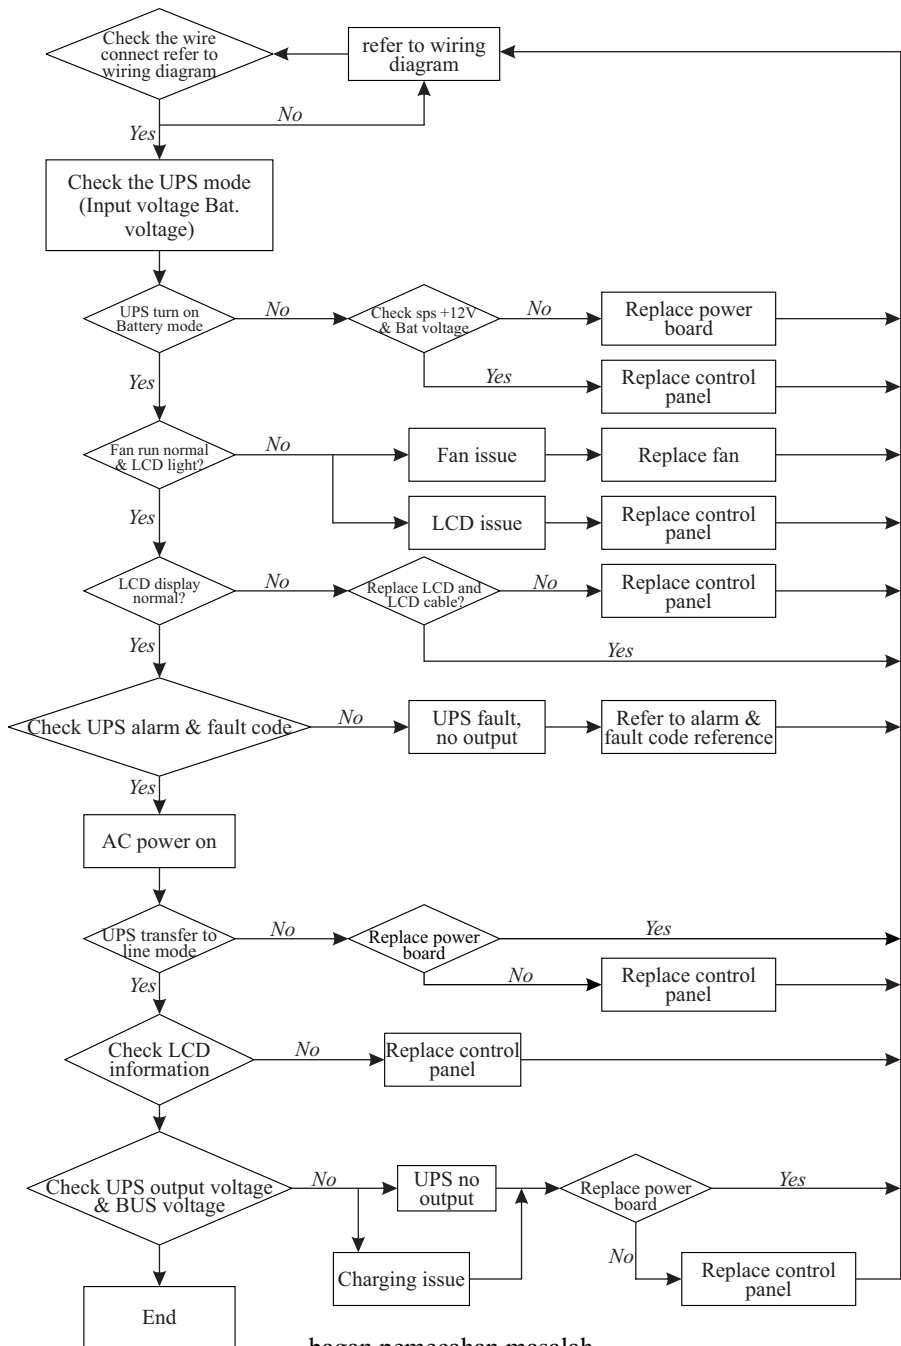 Check the wire
connect refer to
wiring diagram
refer to wiring
diagram
No
Yes
Check the UPS mode
(Input voltage Bat.
voltage)
UPS turn on
Battery mode
No
Check sps +12V
& Bat voltage
No
Replace power
board
Yes
Yes
Replace control
panel
Fan run normal
& LCD light?
No
Fan issue
Replace fan
Yes
LCD issue
Replace control
panel
LCD display
normal?
No
Replace LCD and
LCD cable?
No
Replace control
panel
Yes
Yes
Check UPS alarm & fault code
No
UPS fault,
no output
Refer to alarm &
fault code reference
Yes
AC power on
UPS transfer to
line mode
No
Replace power
board
Yes
Yes
No
Replace control
panel
Check LCD
information
No
Replace control
panel
Check UPS output voltage
& BUS voltage
No
UPS no
output
Replace power
board
Yes
Charging issue
No
Replace control
panel
End
bagan pemecahan masalah